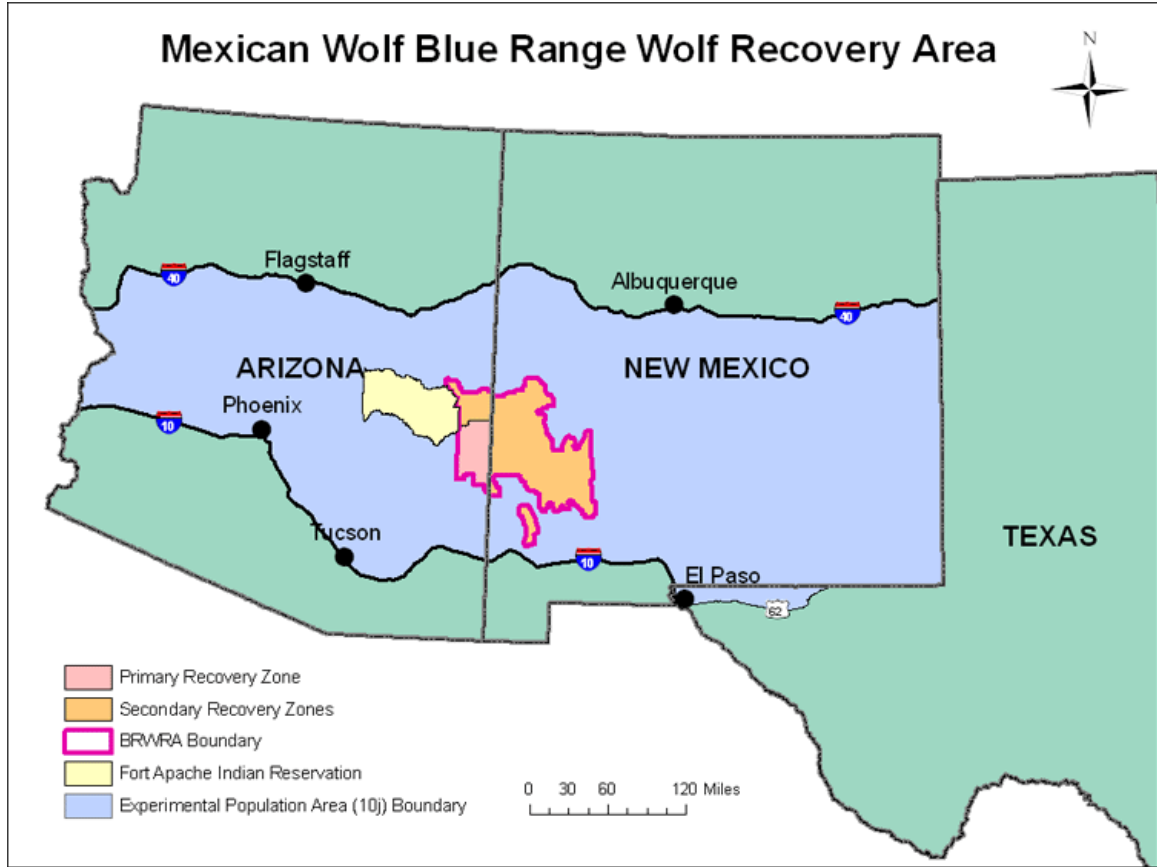 Mexican Wolf Blue Range Wolf Recovery Area
N
Flagstaff
40
Albuquerque
40
ARIZONA
NEW MEXICO
Phoenix
10
Tucson
TEXAS
10
El Paso
62
Primary Recovery Zone
Secondary Recovery Zones
BRWRA Boundary
Fort Apache Indian Reservation
Experimental Population Area (10j) Boundary
0 30 60 120 Miles